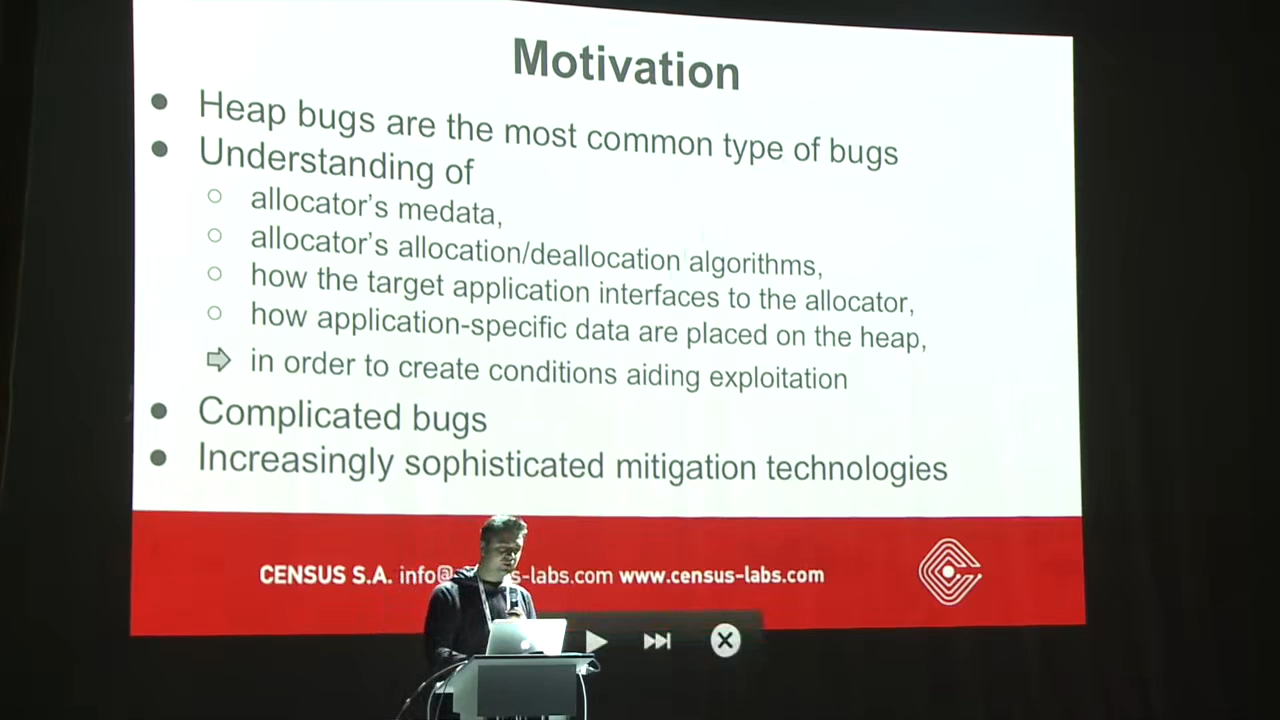 Motivation
Heap bugs are the most common type of bugs
Understanding of
allocator's medata,
allocator's allocation/deallocation algorithms,
how the target application interfaces to the allocator,
how application-specific data are placed on the heap,
in order to create conditions aiding exploitation
Complicated bugs
Increasingly sophisticated mitigation technologies
CENSUS S.A. info@ s-labs.com www.census-labs.com